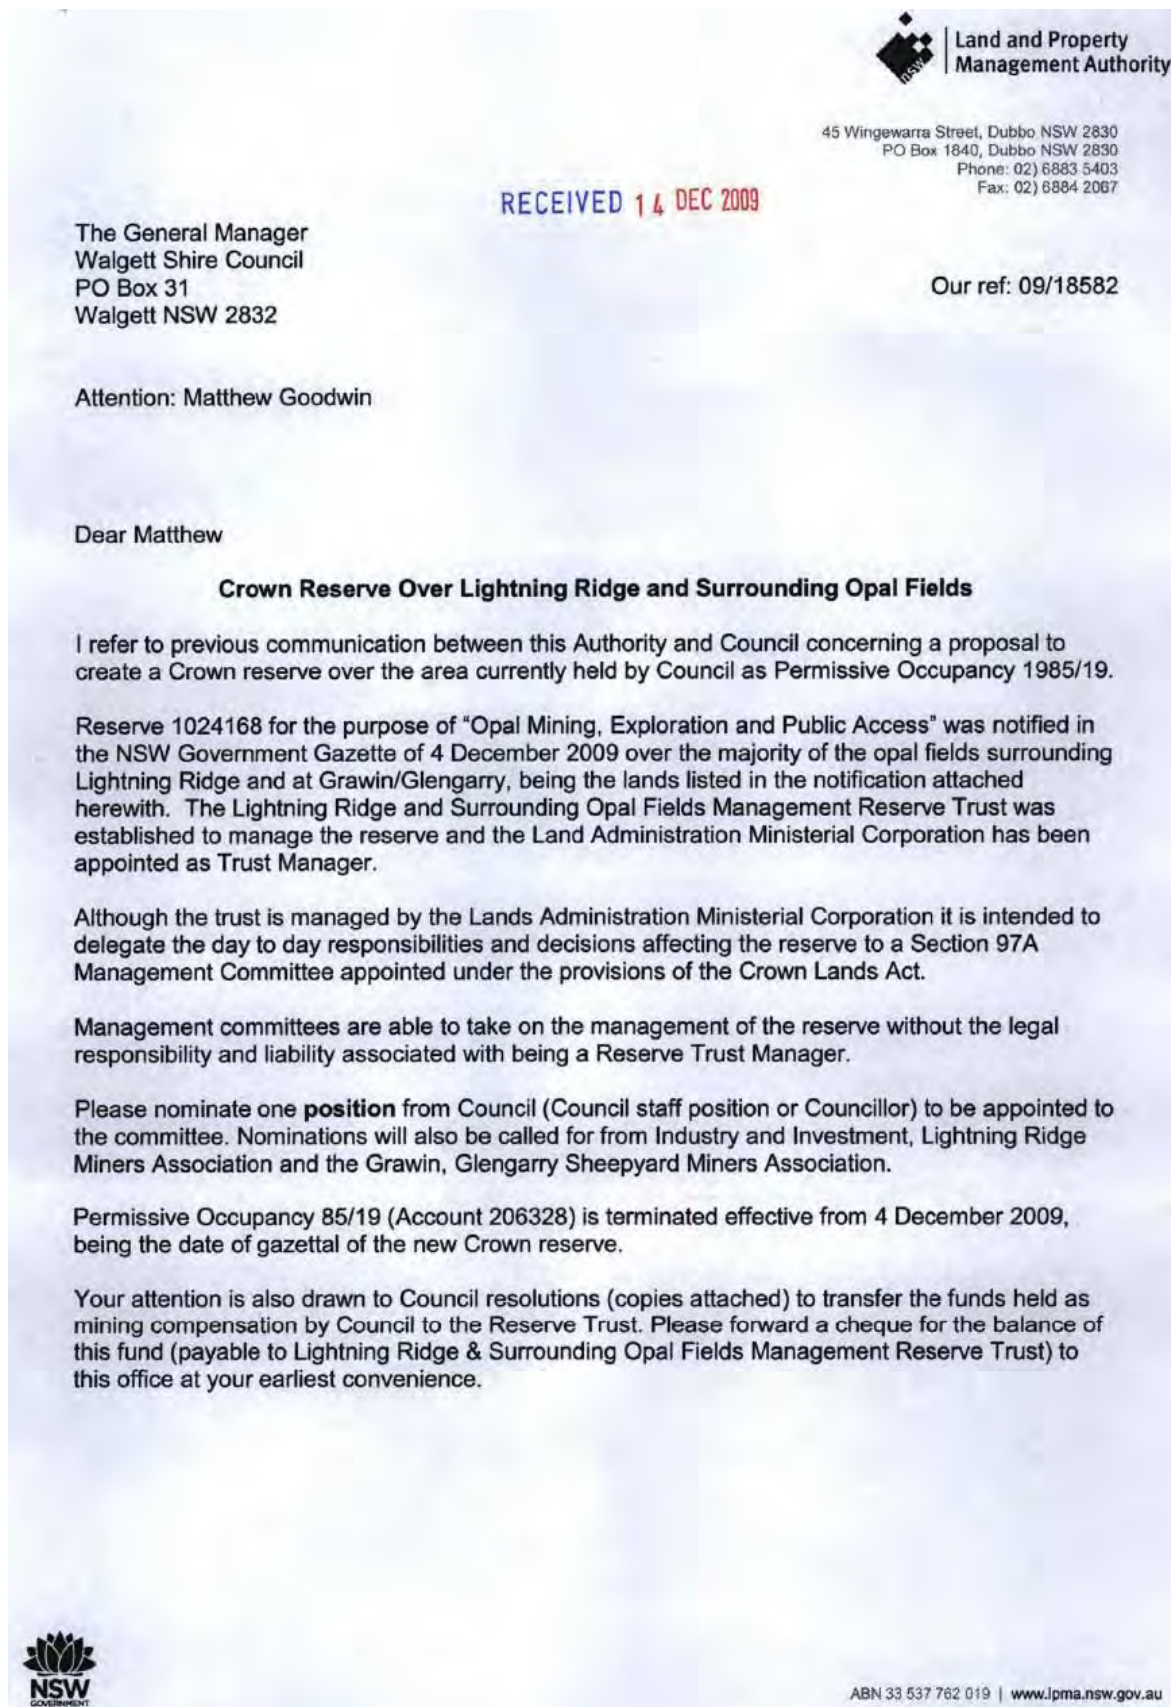 Land and Property
Management Authority
nsw
45 Wingewarra Street, Dubbo NSW 2830
PO Box 1840, Dubbo NSW 2830
Phone: 02) 6883 5403
Fax: 02) 6884 2067
RECEIVED 14 DEC 2009
The General Manager
Walgett Shire Council
PO Box 31
Walgett NSW 2832
Our ref: 09/18582
Attention: Matthew Goodwin
Dear Matthew
Crown Reserve Over Lightning Ridge and Surrounding Opal Fields
I refer to previous communication between this Authority and Council concerning a proposal to
create a Crown reserve over the area currently held by Council as Permissive Occupancy 1985/19.
Reserve 1024168 for the purpose of “Opal Mining, Exploration and Public Access” was notified in
the NSW Government Gazette of 4 December 2009 over the majority of the opal fields surrounding
Lightning Ridge and at Grawin/Glengarry, being the lands listed in the notification attached
herewith. The Lightning Ridge and Surrounding Opal Fields Management Reserve Trust was
established to manage the reserve and the Land Administration Ministerial Corporation has been
appointed as Trust Manager.
Although the trust is managed by the Lands Administration Ministerial Corporation it is intended to
delegate the day to day responsibilities and decisions affecting the reserve to a Section 97A
Management Committee appointed under the provisions of the Crown Lands Act.
Management committees are able to take on the management of the reserve without the legal
responsibility and liability associated with being a Reserve Trust Manager.
Please nominate one position from Council (Council staff position or Councillor) to be appointed to
the committee. Nominations will also be called for from Industry and Investment, Lightning Ridge
Miners Association and the Grawin, Glengarry Sheepyard Miners Association.
Permissive Occupancy 85/19 (Account 206328) is terminated effective from 4 December 2009,
being the date of gazettal of the new Crown reserve.
Your attention is also drawn to Council resolutions (copies attached) to transfer the funds held as
mining compensation by Council to the Reserve Trust. Please forward a cheque for the balance of
this fund (payable to Lightning Ridge & Surrounding Opal Fields Management Reserve Trust) to
this office at your earliest convenience.
NSW
GOVERNMENT
ABN 33 537 762 019 | www.lpma.nsw.gov.au